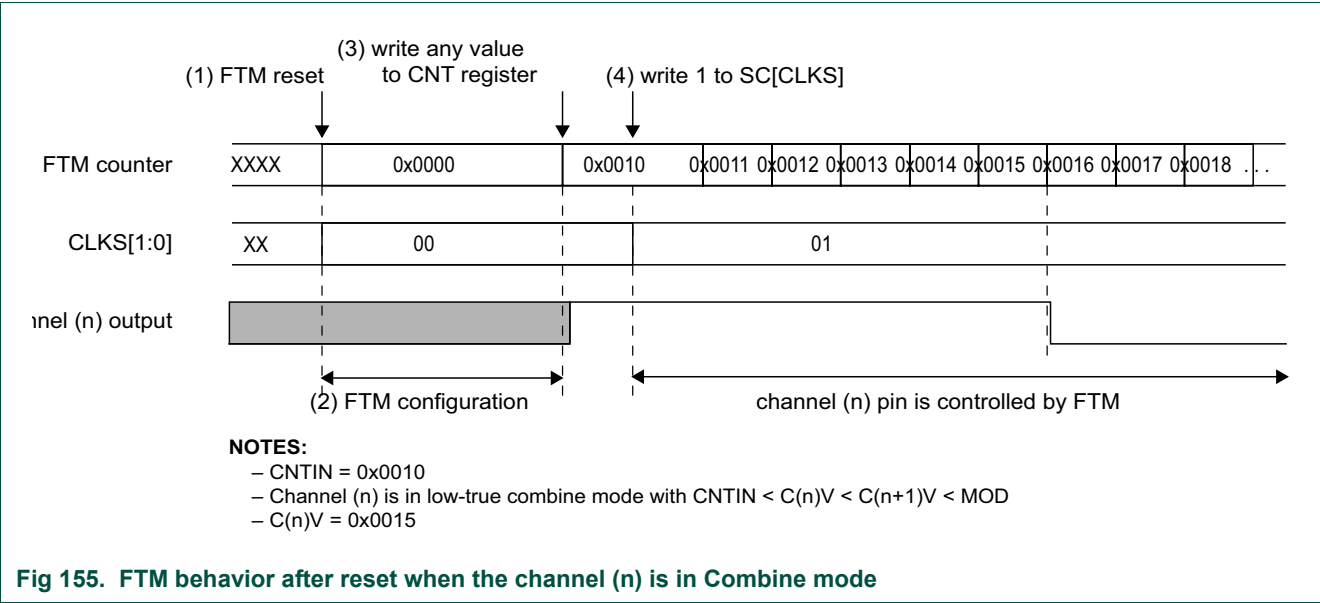 (3) write any value
(1) FTM reset to CNT register (4) write 1 to SC[CLKS]
FTM counter XXXX 0x0000 0x0010 0x0011 0x0012 0x0013 0x0014 0x0015 0x0016 0x0017 0x0018 . . .
CLKS[1:0] XX 00 01
nnel (n) output
(2) FTM configuration channel (n) pin is controlled by FTM
NOTES:
– CNTIN = 0x0010
– Channel (n) is in low-true combine mode with CNTIN < C(n)V < C(n+1)V < MOD
– C(n)V = 0x0015
Fig 155. FTM behavior after reset when the channel (n) is in Combine mode